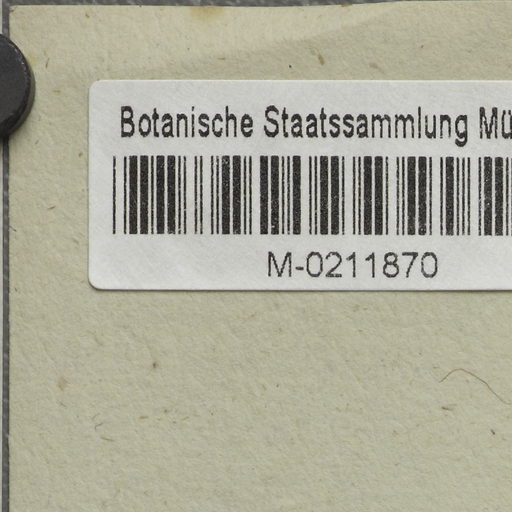 Botanische Staatssammlung Mü
M-0211870